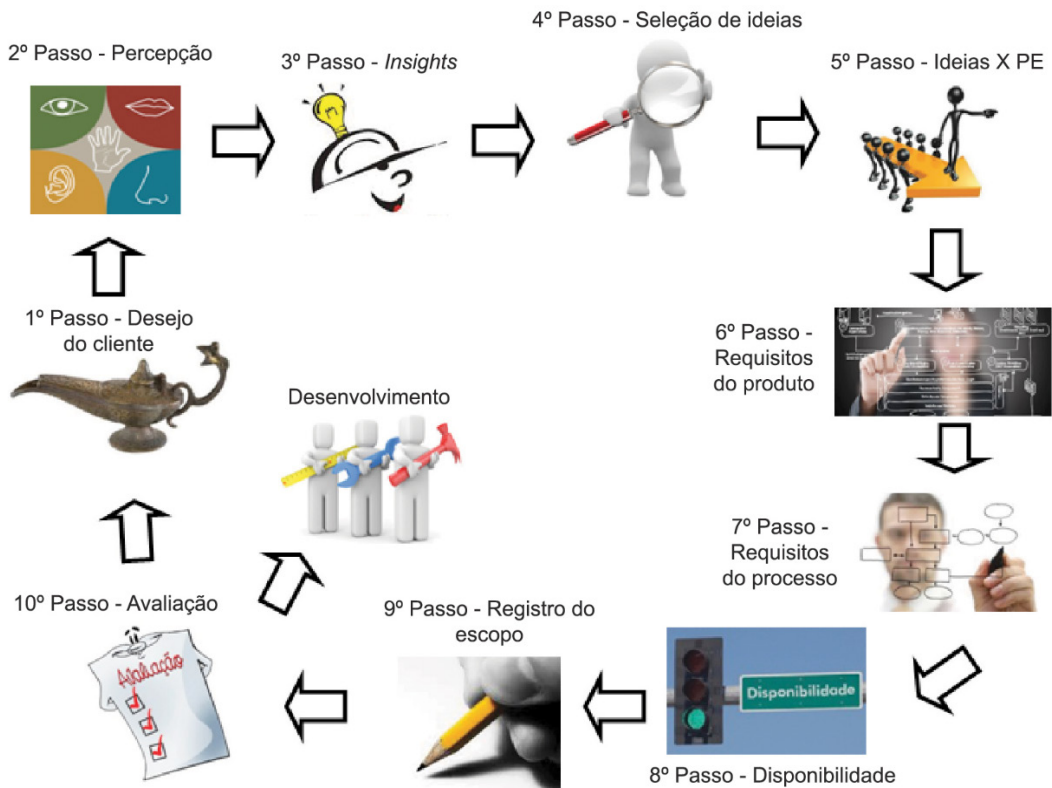 1º Passo - Desejo
do cliente
2º Passo - Percepção
3º Passo - Insights
4º Passo - Seleção de ideias
5º Passo - Ideias X PE
6º Passo -
Requisitos
do produto
7º Passo -
Requisitos
do processo
Disponibilidade
8º Passo - Disponibilidade
9º Passo - Registro do
escopo
10º Passo - Avaliação
Avaliação
Desenvolvimento